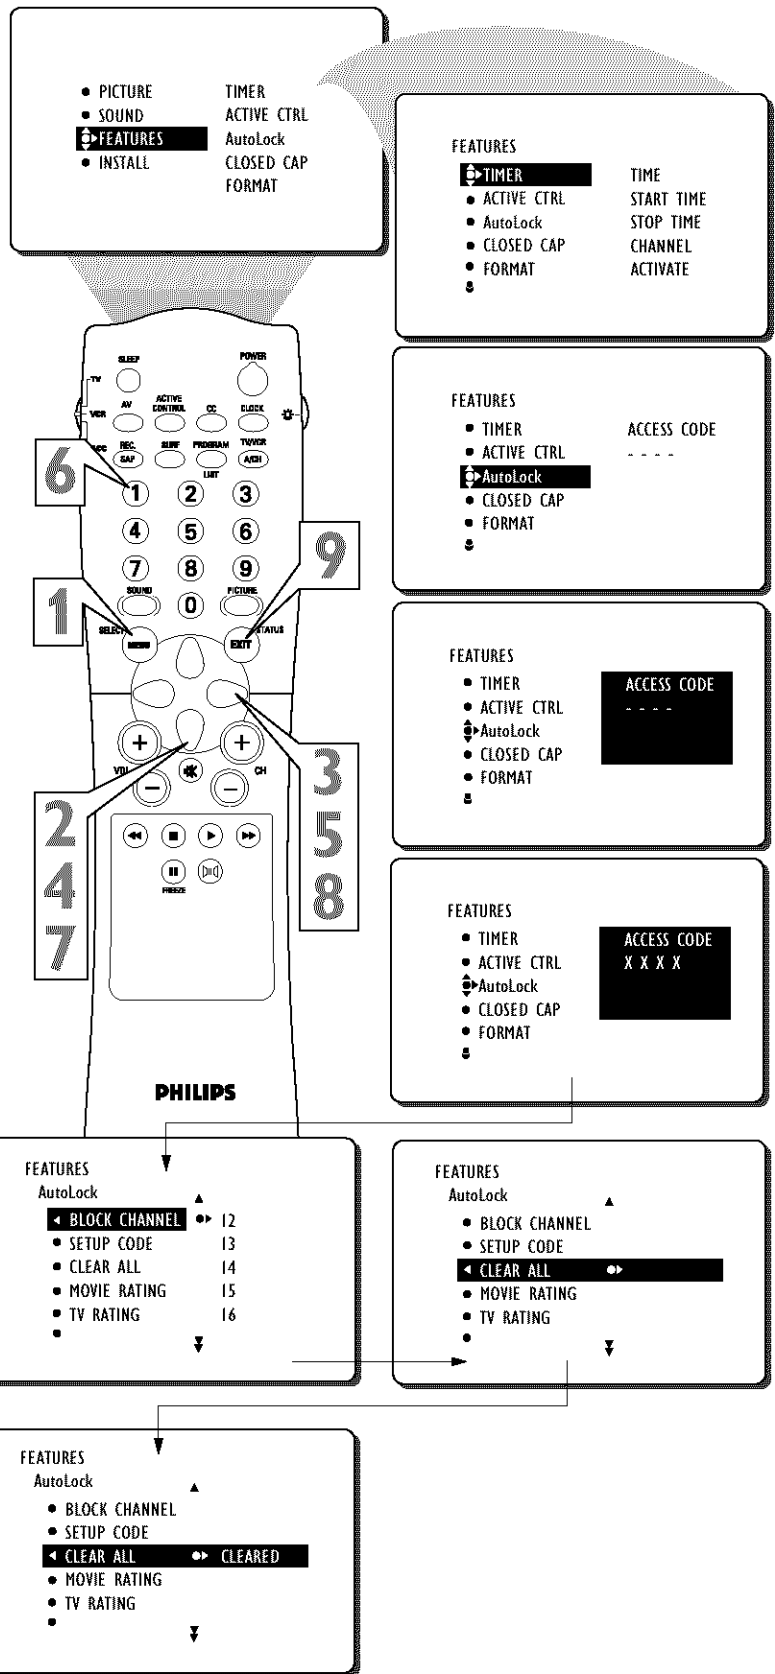 PICTURE TIMER
SOUND ACTIVE CTRL
FEATURES AutoLock
INSTALL CLOSED CAP
FORMAT
FEATURES
TIMER TIME
ACTIVE CTRL START TIME
AutoLock STOP TIME
CLOSED CAP CHANNEL
FORMAT ACTIVATE
SLEEP POWER
TV
AV ACTIVE CONTROL CC CLOCK
VCR
ACC REC. SURF PROGRAM TV/VCR
SAP A/CH
LIST
6
1 2 3
4 5 6
7 8 9
SOUND 0 PICTURE
9
1
SELECT MENU EXIT STATUS
+ +
VOL CH
- -
2
4
7
3
5
8
FREEZE
PHILIPS
FEATURES
TIMER ACCESS CODE
ACTIVE CTRL - - - -
AutoLock
CLOSED CAP
FORMAT
FEATURES
TIMER ACCESS CODE
ACTIVE CTRL - - - -
AutoLock
CLOSED CAP
FORMAT
FEATURES
TIMER ACCESS CODE
ACTIVE CTRL X X X X
AutoLock
CLOSED CAP
FORMAT
FEATURES
AutoLock
BLOCK CHANNEL 12
SETUP CODE 13
CLEAR ALL 14
MOVIE RATING 15
TV RATING 16
FEATURES
AutoLock
BLOCK CHANNEL
SETUP CODE
CLEAR ALL
MOVIE RATING
TV RATING
FEATURES
AutoLock
BLOCK CHANNEL
SETUP CODE
CLEAR ALL CLEARED
MOVIE RATING
TV RATING